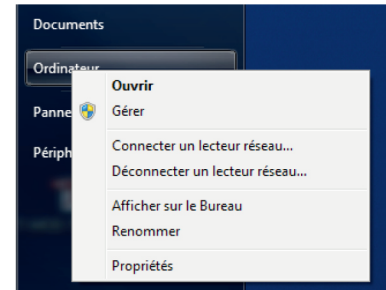 Documents
Ordinateur
Ouvrir
Panne
Gérer
Périph
Connecter un lecteur réseau...
Déconnecter un lecteur réseau...
Afficher sur le Bureau
Renommer
Propriétés